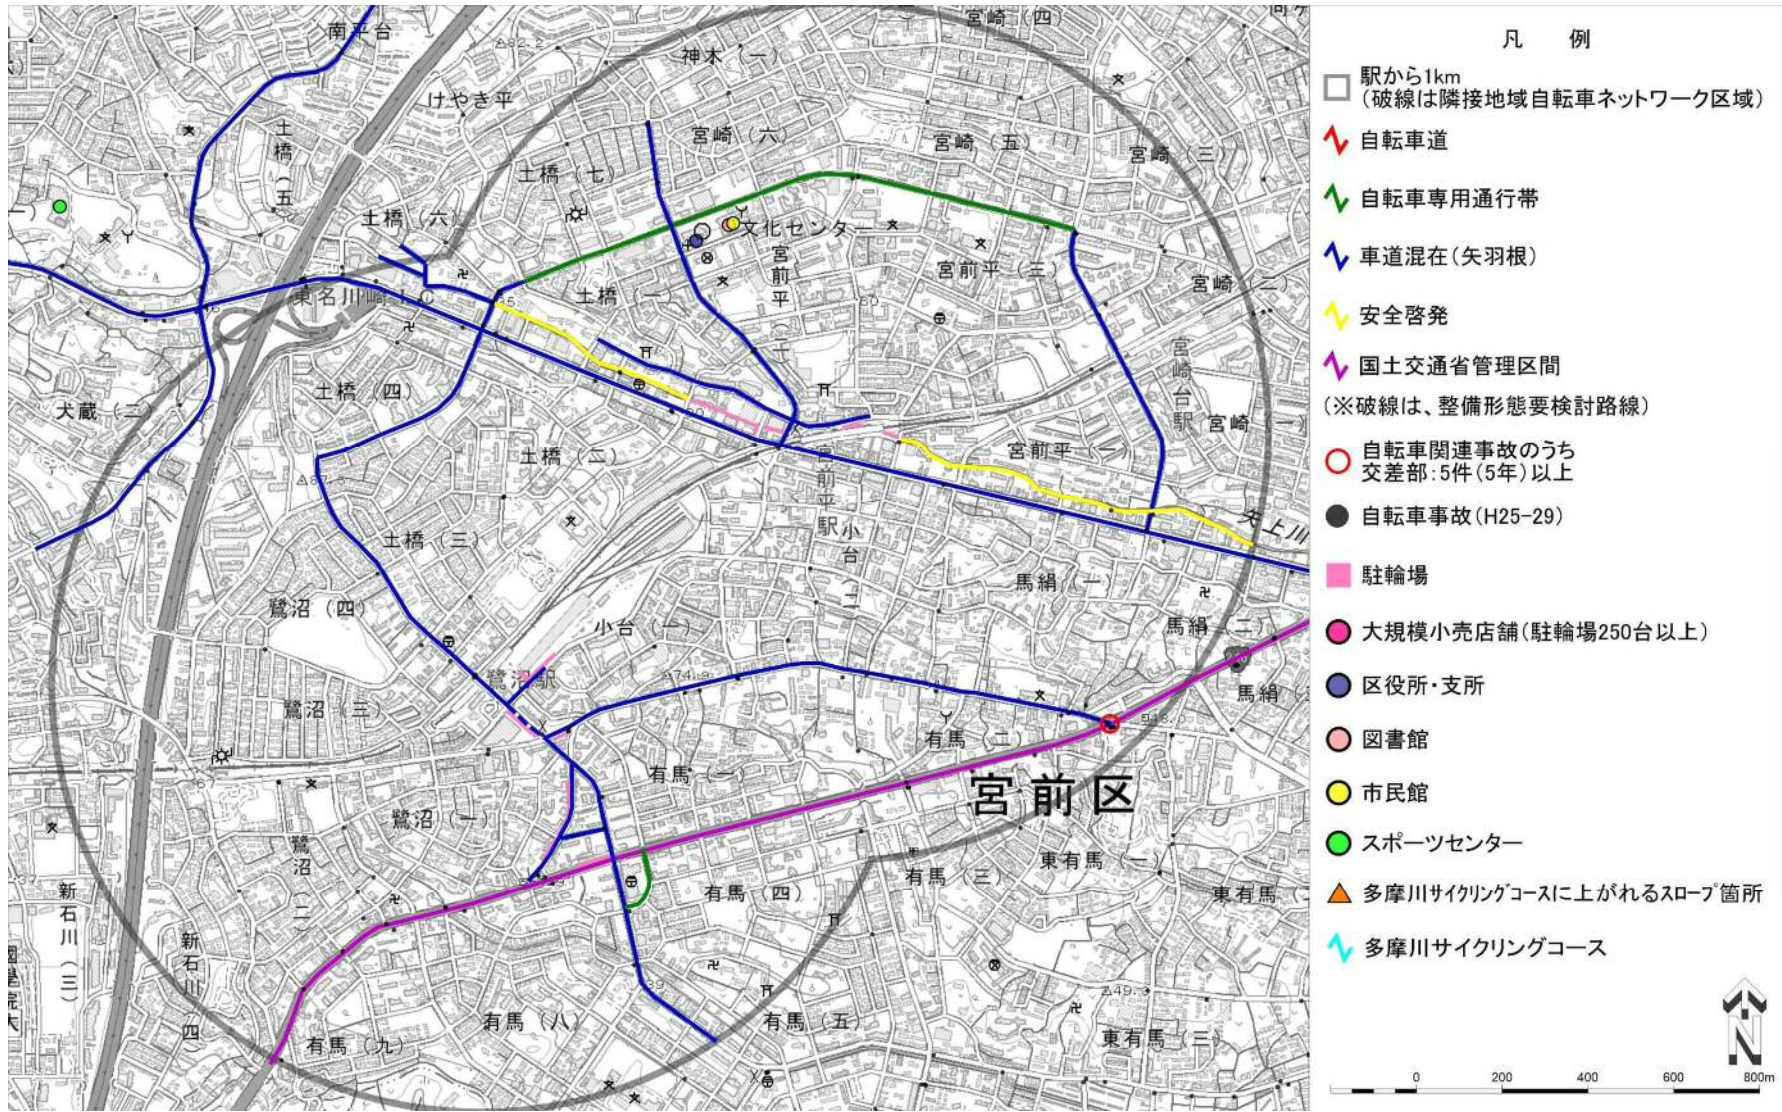 宮崎（四）
南平台
神木（一）
けやき平
土橋（五）
宮崎（六）
宮崎（五）
宮崎（三）
土橋（七）
土橋（六）
文化センター
宮前平（二）
宮前平（三）
宮崎（二）
東名川崎IC
土橋（一）
宮崎台駅
犬蔵（二）
土橋（四）
宮崎（一）
宮前平（一）
土橋（二）
宮前平駅
小台（二）
矢上川
土橋（三）
馬絹（一）
鷺沼（四）
小台（一）
馬絹（二）
鷺沼駅
鷺沼（三）
有馬（二）
有馬（一）
宮前区
鷺沼（一）
鷺沼（二）
東有馬（一）
有馬（三）
有馬（四）
新石川（三）
新石川（四）
有馬（八）
有馬（五）
有馬（九）
東有馬（三）
凡　例
駅から1km
（破線は隣接地域自転車ネットワーク区域）
自転車道
自転車専用通行帯
車道混在（矢羽根）
安全啓発
国土交通省管理区間
（※破線は、整備形態要検討路線）
自転車関連事故のうち
交差部：5件（5年）以上
自転車事故（H25-29）
駐輪場
大規模小売店舗（駐輪場250台以上）
区役所・支所
図書館
市民館
スポーツセンター
多摩川サイクリングコースに上がれるスロープ箇所
多摩川サイクリングコース
N
0 200 400 600 800m